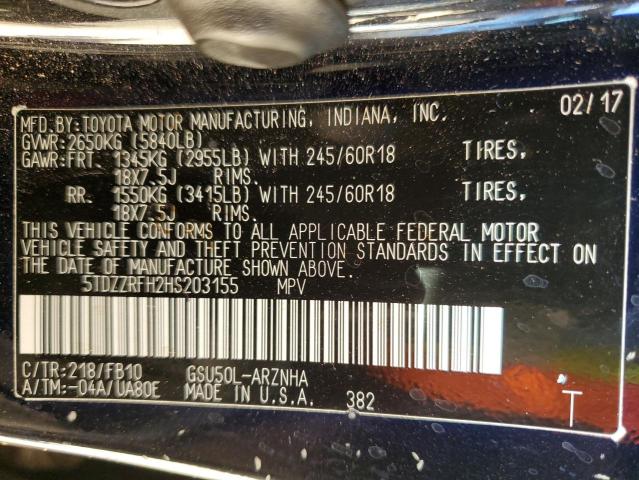 MFD.BY:TOYOTA MOTOR MANUFACTURING, INDIANA, INC. 02/17
GVWR:2650KG (5840LB)
GAWR:FRT. 1345KG (2955LB) WITH 245/60R18 TIRES,
18X7.5J RIMS.
RR. 1550KG (3415LB) WITH 245/60R18 TIRES,
18X7.5J RIMS.
THIS VEHICLE CONFORMS TO ALL APPLICABLE FEDERAL MOTOR
VEHICLE SAFETY AND THEFT PREVENTION STANDARDS IN EFFECT ON
THE DATE OF MANUFACTURE SHOWN ABOVE.
5TDZZRFH2HS203155 MPV
C/TR:218/FB10 GSU50L-ARZNHA
A/TM:-04A/UA80E MADE IN U.S.A. 382 T